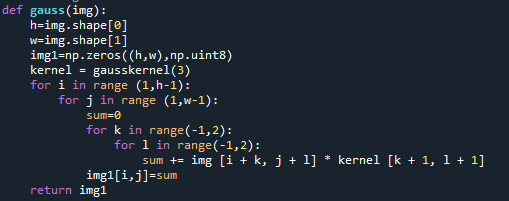 def gauss(img):
    h=img.shape[0]
    w=img.shape[1]
    img1=np.zeros((h,w),np.uint8)
    kernel = gausskernel(3)
    for i in range (1,h-1):
        for j in range (1,w-1):
            sum=0
            for k in range(-1,2):
                for l in range(-1,2):
                    sum += img [i + k, j + l] * kernel [k + 1, l + 1]
            img1[i,j]=sum
    return img1